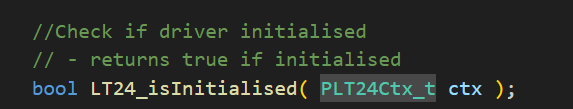 //Check if driver initialised
// - returns true if initialised
bool LT24_isInitialised( PLT24Ctx_t ctx );